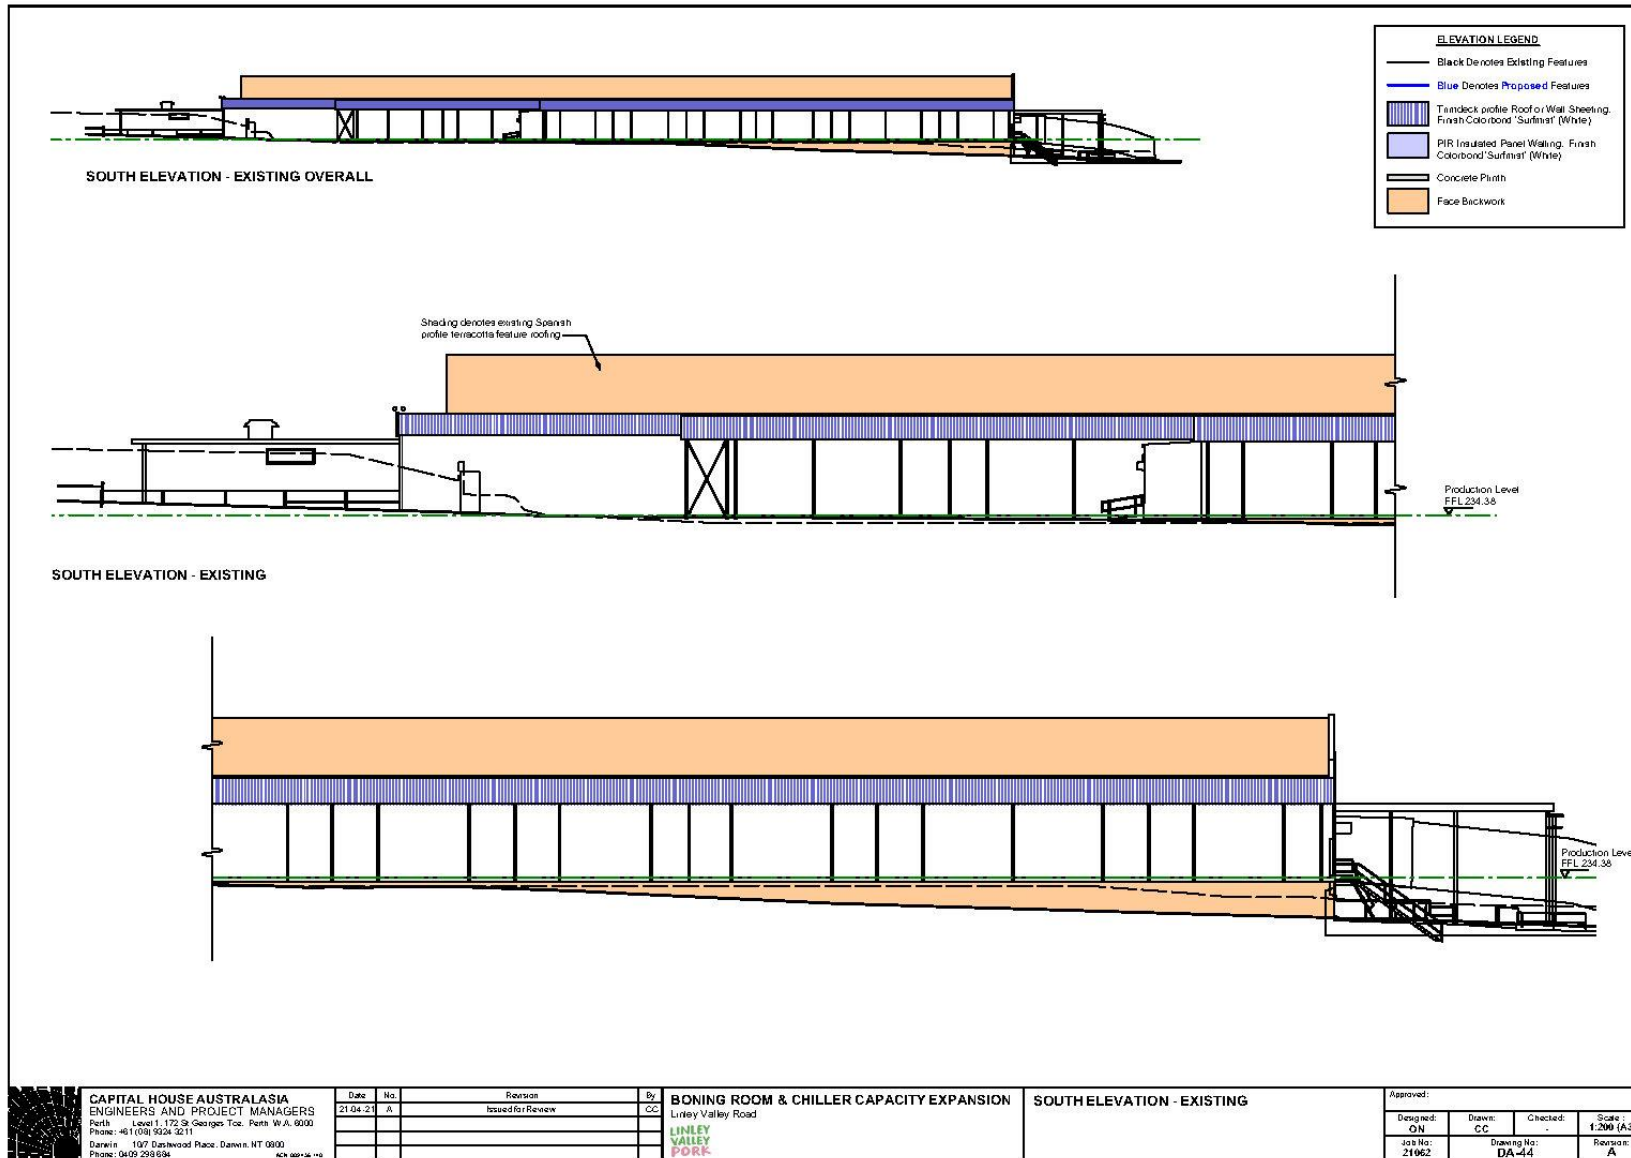 ELEVATION LEGEND
Black Denotes Existing Features
Blue Denotes Proposed Features
Trimdeck profile Roof or Wall Sheeting.
Finish Colorbond 'Surfmist' (White)
PIR Insulated Panel Walling. Finish
Colorbond 'Surfmist' (White)
Concrete Plinth
Face Brickwork
SOUTH ELEVATION - EXISTING OVERALL
Shading denotes existing Spanish
profile terracotta feature roofing
Production Level
FFL 234.38
SOUTH ELEVATION - EXISTING
Production Leve
FFL 234.38
CAPITAL HOUSE AUSTRALASIA
ENGINEERS AND PROJECT MANAGERS
Perth Level 1, 172 St Georges Tce. Perth W.A. 6000
Phone: +61 (08) 9324 3211
Darwin 10/7 Dashwood Place. Darwin. NT 0800
Phone: 0409 298 684
Date No. Revision By
21-04-21 A Issued for Review CC
BONING ROOM & CHILLER CAPACITY EXPANSION
Linley Valley Road
LINLEY
VALLEY
PORK
SOUTH ELEVATION - EXISTING
Approved:
Designed: Drawn: Checked: Scale :
ON CC - 1:200 (A3
Job No: Drawing No: Revision:
21062 DA-44 A